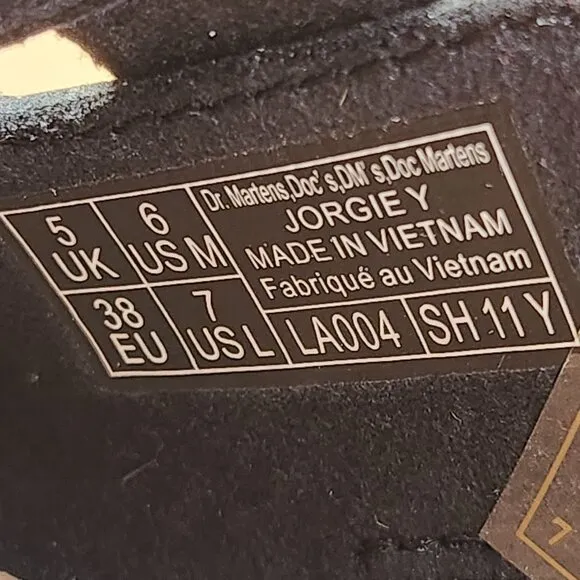 5 UK
6 US M
38 EU
7 US L
Dr. Martens,Doc's,DM's,Doc Martens
JORGIE Y
MADE IN VIETNAM
Fabriqué au Vietnam
LA004
SH 11 Y
7